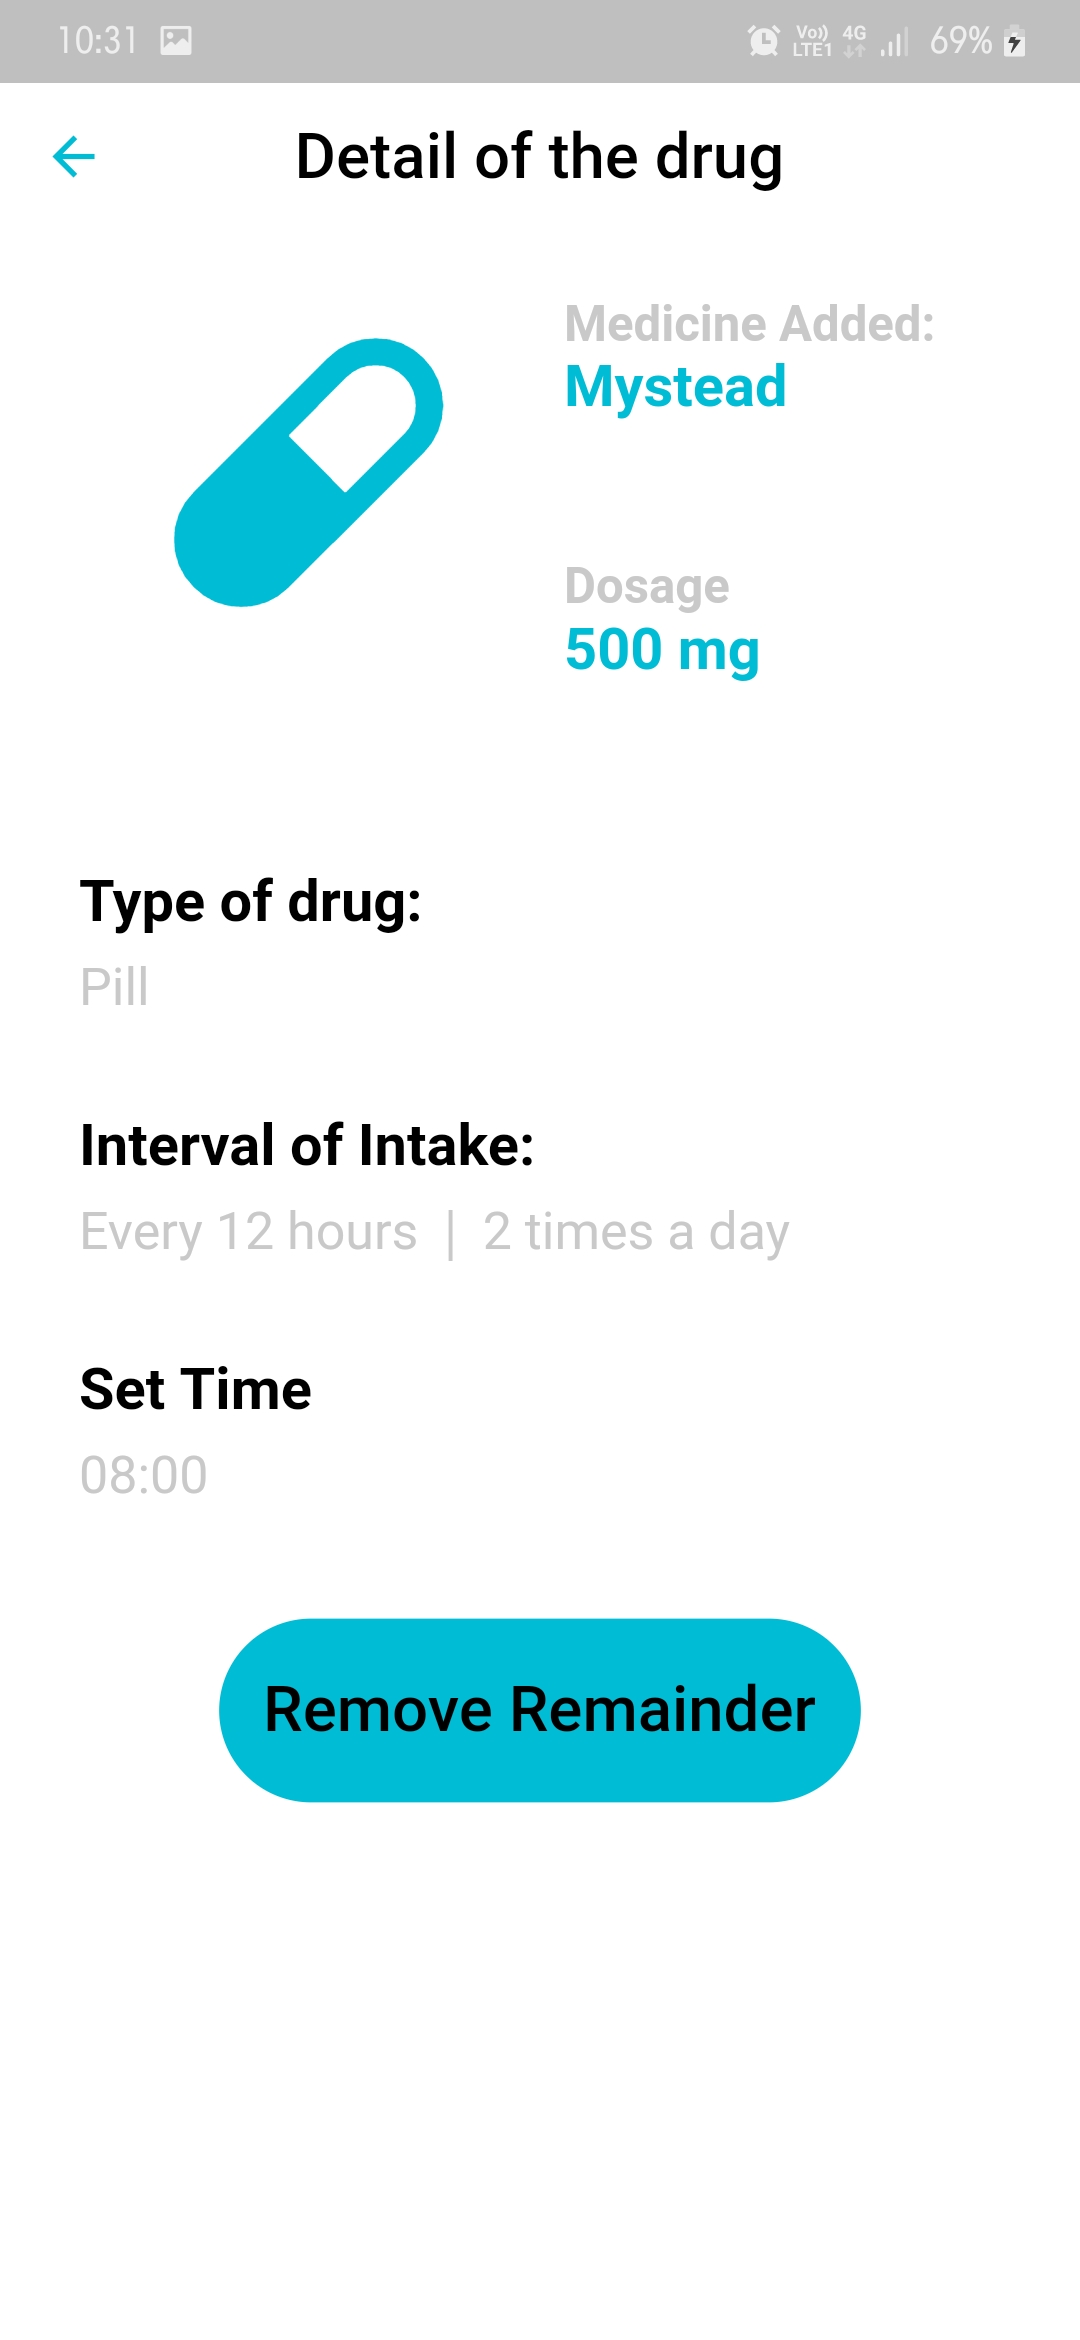 10:31
Vo)) LTE1 4G 69%
Detail of the drug
Medicine Added:
Mystead
Dosage
500 mg
Type of drug:
Pill
Interval of Intake:
Every 12 hours | 2 times a day
Set Time
08:00
Remove Remainder